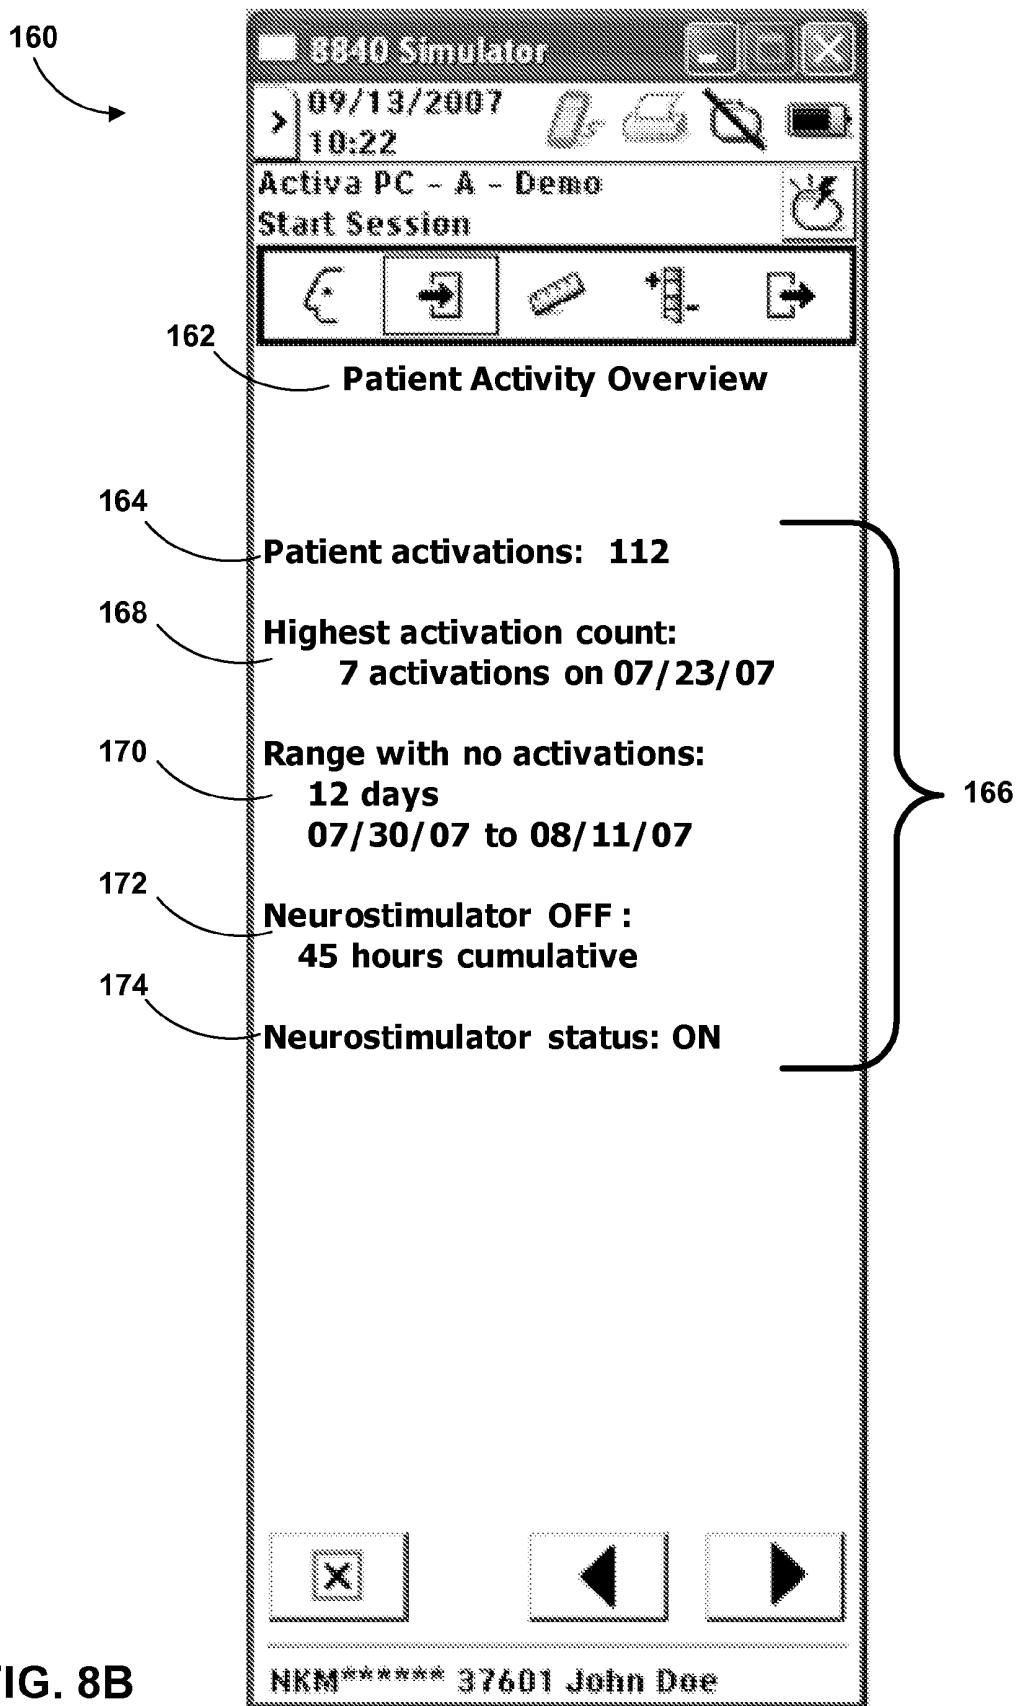 160
8840 Simulator
09/13/2007
10:22
Activa PC - A - Demo
Start Session
162
Patient Activity Overview
164
Patient activations: 112
168
Highest activation count:
7 activations on 07/23/07
170
Range with no activations:
12 days
07/30/07 to 08/11/07
166
172
Neurostimulator OFF :
45 hours cumulative
174
Neurostimulator status: ON
NKM****** 37601 John Doe
IG. 8B